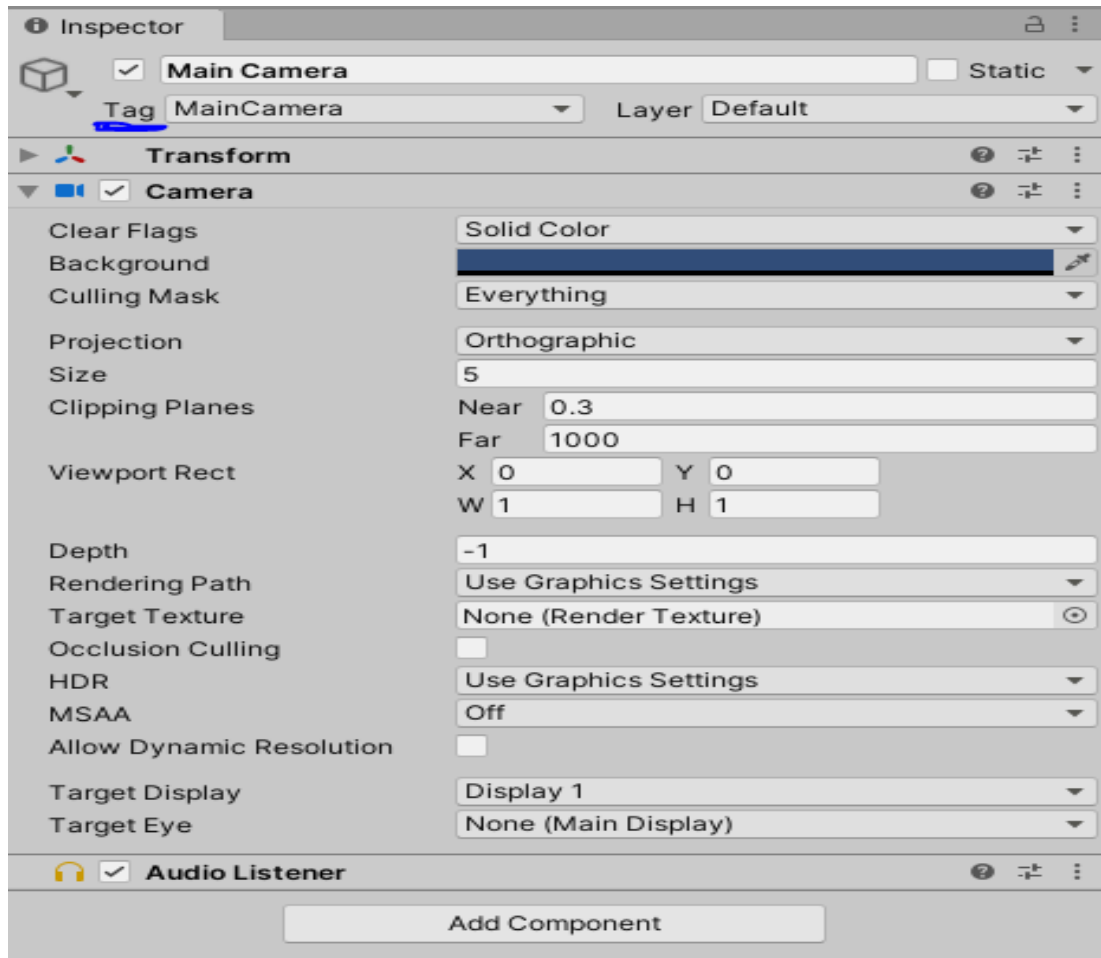 Inspector
Main Camera Static
Tag MainCamera Layer Default
Transform
Camera
Clear Flags Solid Color
Background
Culling Mask Everything
Projection Orthographic
Size 5
Clipping Planes Near 0.3
Far 1000
Viewport Rect X 0 Y 0
W 1 H 1
Depth -1
Rendering Path Use Graphics Settings
Target Texture None (Render Texture)
Occlusion Culling
HDR Use Graphics Settings
MSAA Off
Allow Dynamic Resolution
Target Display Display 1
Target Eye None (Main Display)
Audio Listener
Add Component